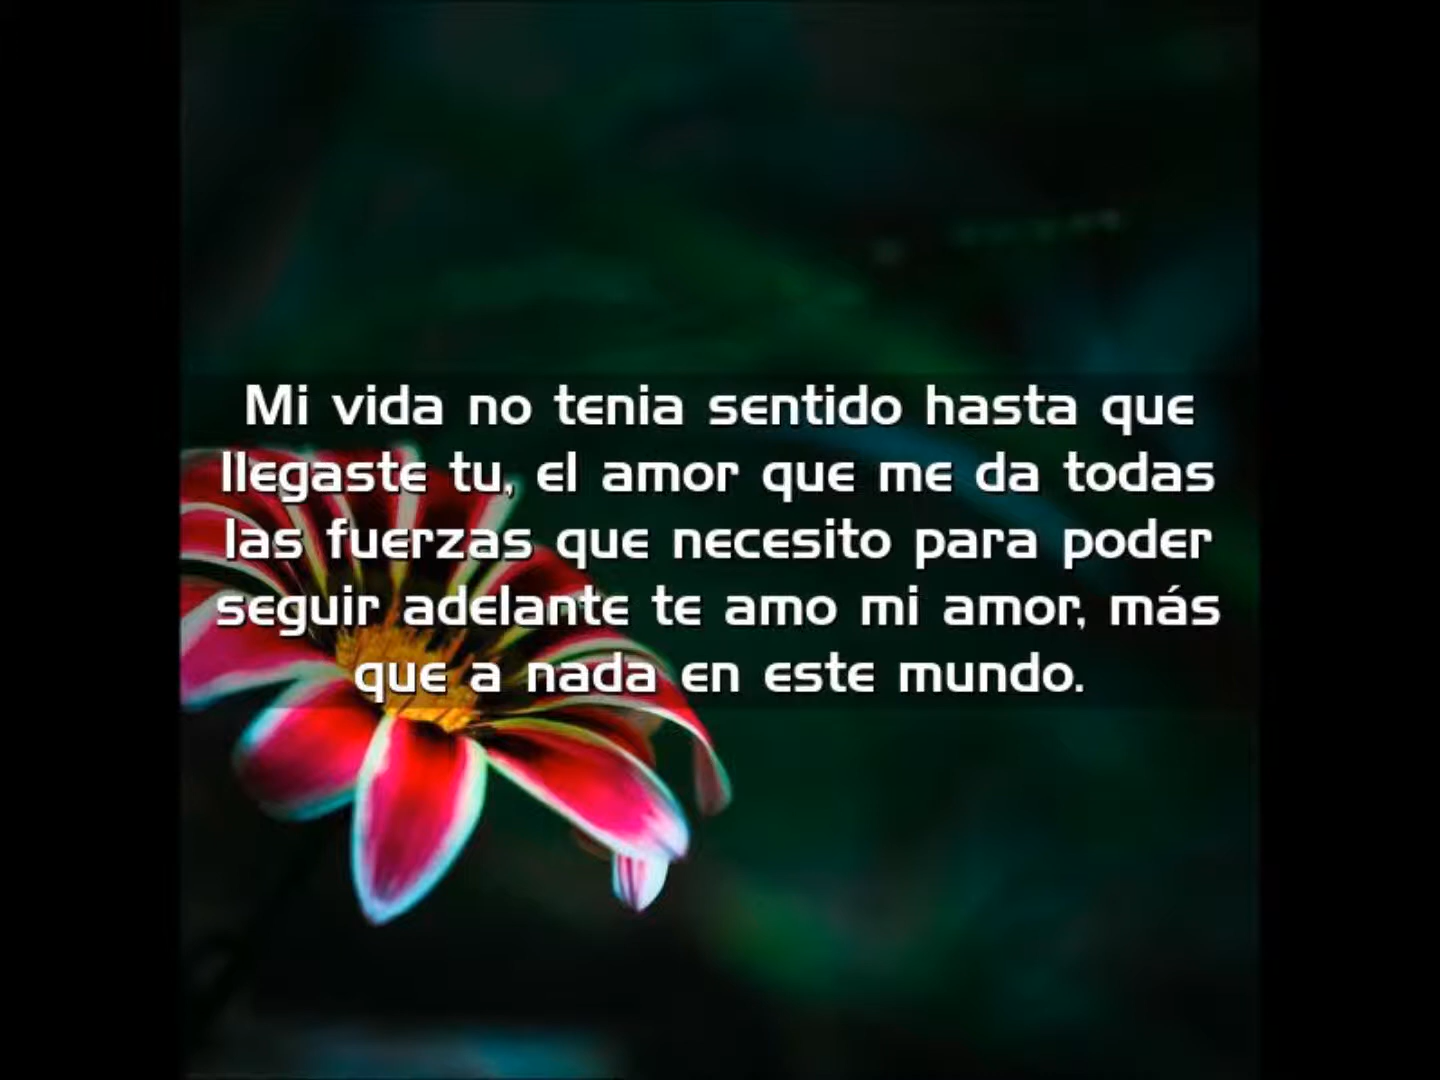 Mi vida no tenia sentido hasta que
llegaste tu, el amor que me da todas
las fuerzas que necesito para poder
seguir adelante te amo mi amor, más
que a nada en este mundo.